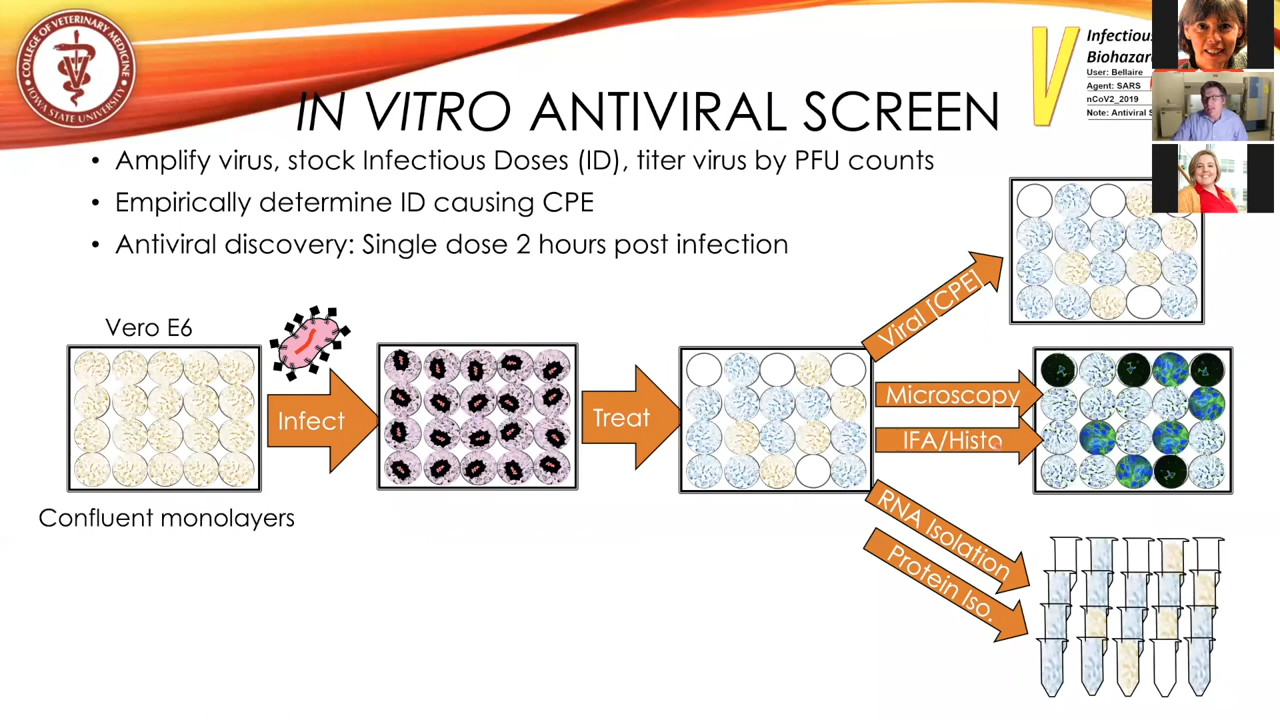 COLLEGE OF VETERINARY MEDICINE
IOWA STATE UNIVERSITY
V
Infectious
User: Bellaire
Agent: SARS
nCoV2_2019
Note: Antiviral
IN VITRO ANTIVIRAL SCREEN
• Amplify virus, stock Infectious Doses (ID), titer virus by PFU counts
• Empirically determine ID causing CPE
• Antiviral discovery: Single dose 2 hours post infection
Vero E6
Infect
Treat
Viral [CPE]
Microscopy
IFA/Histo
RNA Isolation
Protein Iso.
Confluent monolayers